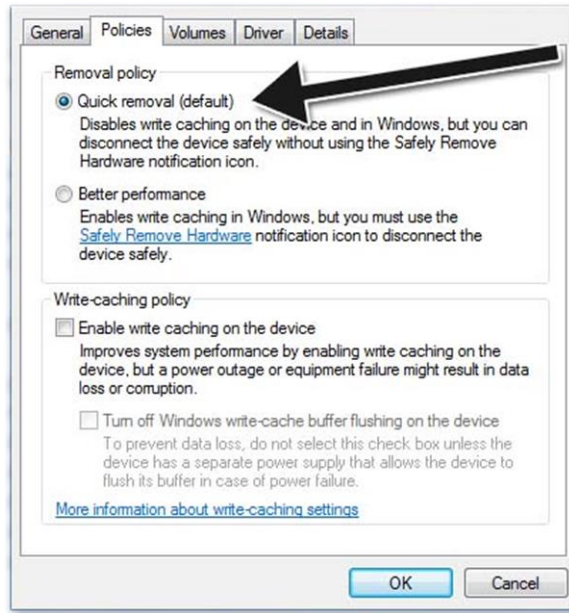 General Policies Volumes Driver Details
Removal policy
Quick removal (default)
Disables write caching on the device and in Windows, but you can
disconnect the device safely without using the Safely Remove
Hardware notification icon.
Better performance
Enables write caching in Windows, but you must use the
Safely Remove Hardware notification icon to disconnect the
device safely.
Write-caching policy
Enable write caching on the device
Improves system performance by enabling write caching on the
device, but a power outage or equipment failure might result in data
loss or corruption.
Turn off Windows write-cache buffer flushing on the device
To prevent data loss, do not select this check box unless the
device has a separate power supply that allows the device to
flush its buffer in case of power failure.
More information about write-caching settings
OK Cancel